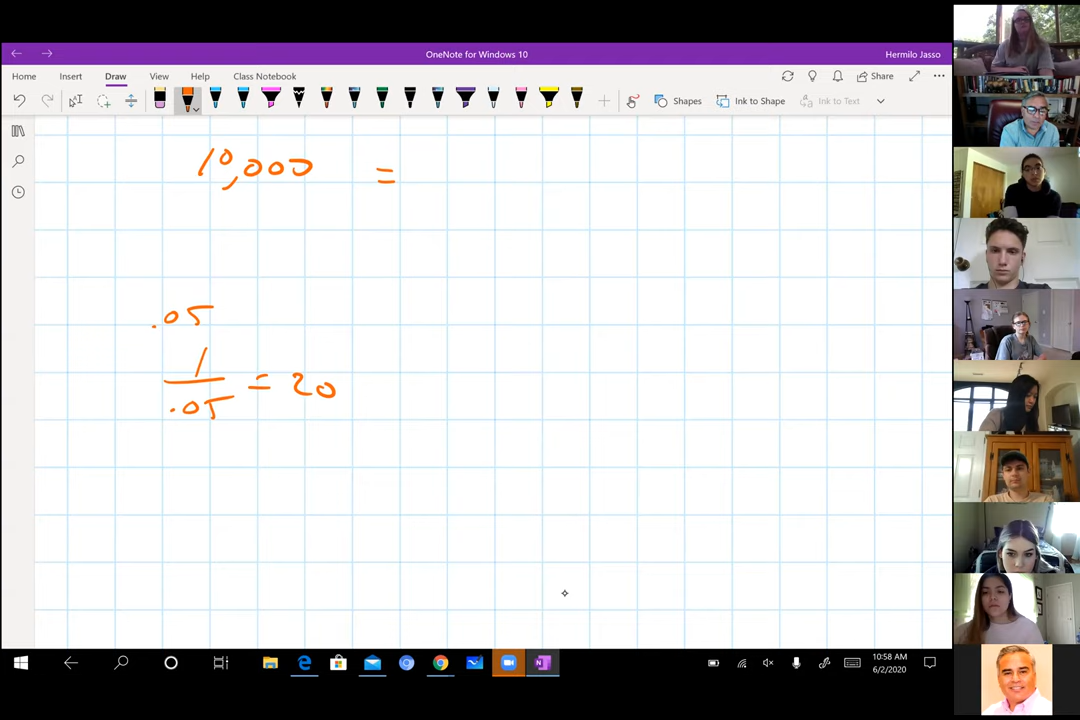 OneNote for Windows 10
Hermilo Jasso
Home Insert Draw View Help Class Notebook
Share
Shapes Ink to Shape Ink to Text
10,000 =
.05
1
.05
= 20
10:58 AM
6/2/2020